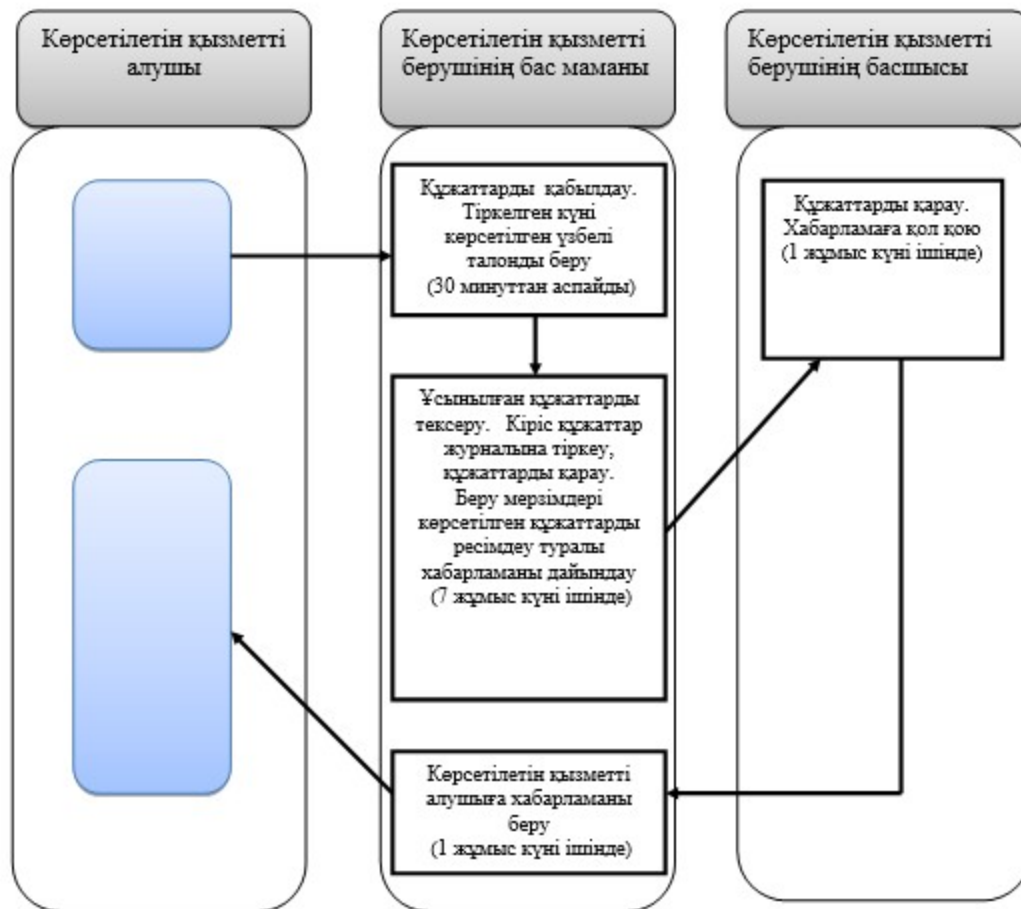 Көрсетілетін қызметті
алушы
Көрсетілетін қызметті
берушінің бас маманы
Көрсетілетін қызметті
берушінің басшысы
Құжаттарды қабылдау.
Тіркелген күні
көрсетілген үзбелі
талонды беру
(30 минуттан аспайды)
Ұсынылған құжаттарды
тексеру. Кіріс құжаттар
журналына тіркеу,
құжаттарды қарау.
Беру мерзімдері
көрсетілген құжаттарды
ресімдеу туралы
хабарламаны дайындау
(7 жұмыс күні ішінде)
Құжаттарды қарау.
Хабарламаға қол қою
(1 жұмыс күні ішінде)
Көрсетілетін қызметті
алушыға хабарламаны
беру
(1 жұмыс күні ішінде)